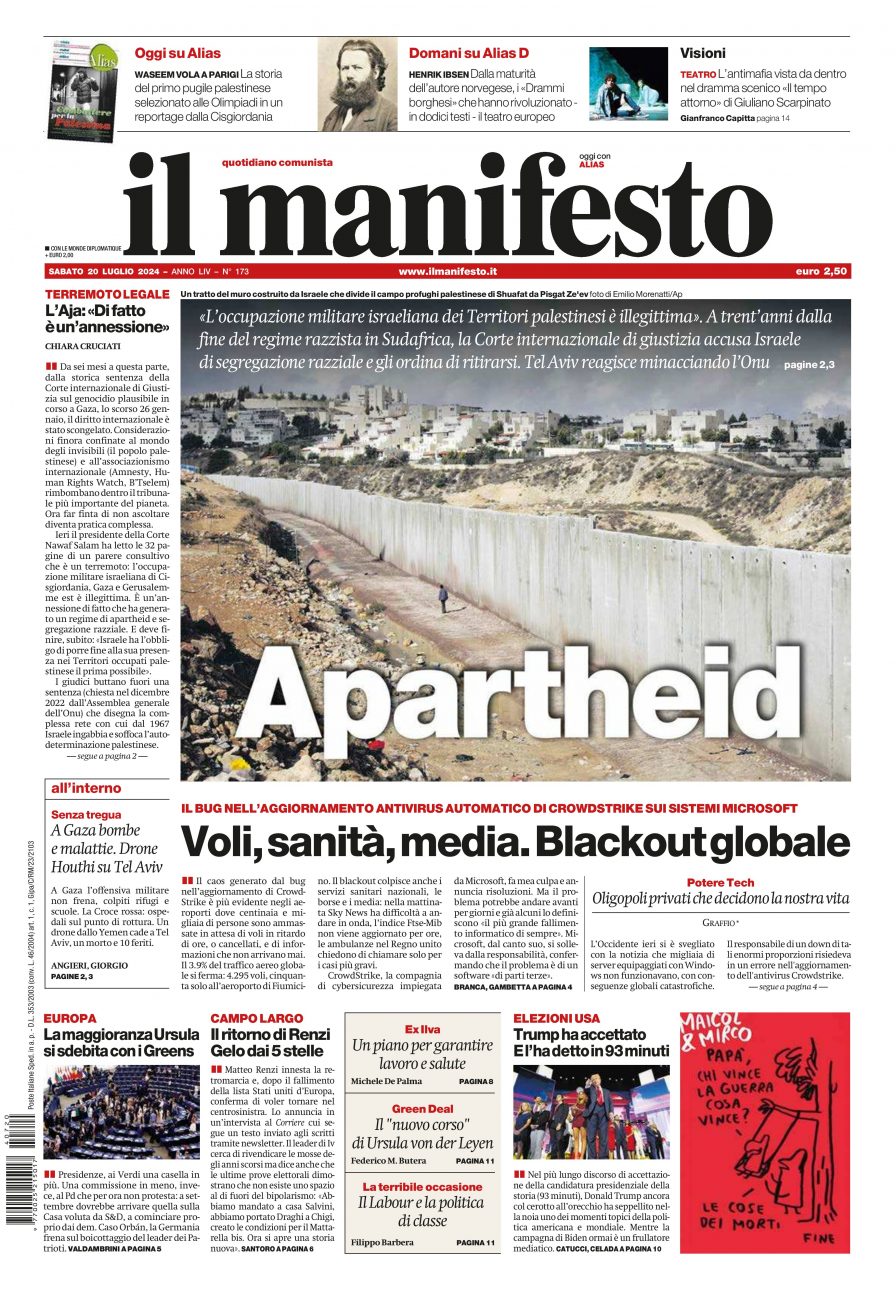 Oggi su Alias
WASEEM VOLA A PARIGI La storia
del primo pugile palestinese
selezionato alle Olimpiadi in un
reportage dalla Cisgiordania
Domani su Alias D
HENRIK IBSEN Dalla maturità
dell'autore norvegese, i «Drammi
borghesi» che hanno rivoluzionato -
in dodici testi - il teatro europeo
Visioni
TEATRO L'antimafia vista da dentro
nel dramma scenico «Il tempo
attorno» di Giuliano Scarpinato
Gianfranco Capitta pagina 14
Alias
Combattere
per la
Palestina
quotidiano comunista
oggi con
ALIAS
il manifesto
■ CON LE MONDE DIPLOMATIQUE
+ EURO 2,00
SABATO 20 LUGLIO 2024 – ANNO LIV – N° 173
www.ilmanifesto.it
euro 2,50
TERREMOTO LEGALE
L'Aja: «Di fatto
è un'annessione»
CHIARA CRUCIATI
Da sei mesi a questa parte,
dalla storica sentenza della
Corte internazionale di Giusti-
zia sul genocidio plausibile in
corso a Gaza, lo scorso 26 gen-
naio, il diritto internazionale è
stato scongelato. Considerazio-
ni finora confinate al mondo
degli invisibili (il popolo pale-
stinese) e all'associazionismo
internazionale (Amnesty, Hu-
man Rights Watch, B'Tselem)
rimbombano dentro il tribuna-
le più importante del pianeta.
Ora far finta di non ascoltare
diventa pratica complessa.
Ieri il presidente della Corte
Nawaf Salam ha letto le 32 pa-
gine di un parere consultivo
che è un terremoto: l'occupa-
zione militare israeliana di Ci-
sgiordania, Gaza e Gerusalem-
me est è illegittima. È un'an-
nessione di fatto che ha genera-
to un regime di apartheid e se-
gregazione razziale. E deve fi-
nire, subito: «Israele ha l'obbli-
go di porre fine alla sua presen-
za nei Territori occupati pale-
stinesi il prima possibile».
I giudici buttano fuori una
sentenza (chiesta nel dicembre
2022 dall'Assemblea generale
dell'Onu) che disegna la com-
plessa rete con cui dal 1967
Israele ingabbia e soffoca l'auto-
determinazione palestinese.
— segue a pagina 2 —
Un tratto del muro costruito da Israele che divide il campo profughi palestinese di Shuafat da Pisgat Ze'ev foto di Emilio Morenatti/Ap
«L'occupazione militare israeliana dei Territori palestinesi è illegittima». A trent'anni dalla
fine del regime razzista in Sudafrica, la Corte internazionale di giustizia accusa Israele
di segregazione razziale e gli ordina di ritirarsi. Tel Aviv reagisce minacciando l'Onu pagine 2,3
Apartheid
all'interno
Senza tregua
A Gaza bombe
e malattie. Drone
Houthi su Tel Aviv
A Gaza l'offensiva militare
non frena, colpiti rifugi e
scuole. La Croce rossa: ospe-
dali sul punto di rottura. Un
drone dallo Yemen cade a Tel
Aviv, un morto e 10 feriti.
ANGIERI, GIORGIO
PAGINE 2, 3
IL BUG NELL'AGGIORNAMENTO ANTIVIRUS AUTOMATICO DI CROWDSTRIKE SUI SISTEMI MICROSOFT
Voli, sanità, media. Blackout globale
Il caos generato dal bug
nell'aggiornamento di Crowd-
Strike è più evidente negli ae-
roporti dove centinaia e mi-
gliaia di persone sono ammas-
sate in attesa di voli in ritardo
di ore, o cancellati, e di infor-
mazioni che non arrivano mai.
Il 3.9% del traffico aereo globa-
le si ferma: 4.295 voli, cinquan-
ta solo all'aeroporto di Fiumici-
no. Il blackout colpisce anche i
servizi sanitari nazionali, le
borse e i media: nella mattina-
ta Sky News ha difficoltà a an-
dare in onda, l'indice Ftse-Mib
non viene aggiornato per ore,
le ambulanze nel Regno unito
chiedono di chiamare solo per
i casi più gravi.
CrowdStrike, la compagnia
di cybersicurezza impiegata
da Microsoft, fa mea culpa e an-
nuncia risoluzioni. Ma il pro-
blema potrebbe andare avanti
per giorni e già alcuni lo defini-
scono «il più grande fallimen-
to informatico di sempre». Mi-
crosoft, dal canto suo, si solle-
va dalla responsabilità, confer-
mando che il problema è di un
software «di parti terze».
BRANCA, GAMBETTA A PAGINA 4
Potere Tech
Oligopoli privati che decidono la nostra vita
GRAFFIO*
L'Occidente ieri si è svegliato
con la notizia che migliaia di
server equipaggiati con Windo-
ws non funzionavano, con con-
seguenze globali catastrofiche.
Il responsabile di un down di ta-
li enormi proporzioni risiedeva
in un errore nell'aggiornamen-
to dell'antivirus Crowdstrike.
— segue a pagina 4 —
EUROPA
La maggioranza Ursula
si sdebita con i Greens
Presidenze, ai Verdi una casella in
più. Una commissione in meno, inve-
ce, al Pd che per ora non protesta: a set-
tembre dovrebbe arrivare quella sulla
Casa voluta da S&D, a cominciare pro-
prio dai dem. Caso Orbán, la Germania
frena sul boicottaggio del leader dei Pa-
trioti. VALDAMBRINI A PAGINA 5
CAMPO LARGO
Il ritorno di Renzi
Gelo dai 5 stelle
Matteo Renzi innesta la re-
tromarcia e, dopo il fallimento
della lista Stati uniti d'Europa,
conferma di voler tornare nel
centrosinistra. Lo annuncia in
un'intervista al Corriere cui se-
gue un testo inviato agli iscritti
tramite newsletter. Il leader di Iv
cerca di rivendicare le mosse de-
gli anni scorsi ma dice anche che
le ultime prove elettorali dimo-
strano che non esiste uno spazio
al di fuori del bipolarismo: «Ab-
biamo mandato a casa Salvini,
abbiamo portato Draghi a Chigi,
creato le condizioni per il Matta-
rella bis. Ora si apre una storia
nuova». SANTORO A PAGINA 6
Ex Ilva
Un piano per garantire
lavoro e salute
Michele De Palma PAGINA 8
Green Deal
Il "nuovo corso"
di Ursula von der Leyen
Federico M. Butera PAGINA 11
La terribile occasione
Il Labour e la politica
di classe
Filippo Barbera PAGINA 11
ELEZIONI USA
Trump ha accettato
E l'ha detto in 93 minuti
Nel più lungo discorso di accettazio-
ne della candidatura presidenziale della
storia (93 minuti), Donald Trump ancora
col cerotto all'orecchio ha seppellito nel-
la noia uno dei momenti topici della poli-
tica americana e mondiale. Mentre la
campagna di Biden ormai è un frullatore
mediatico. CATUCCI, CELADA A PAGINA 10
MAICOL
& MIRCO
PAPÀ,
CHI VINCE
LA GUERRA
COSA
VINCE?
LE COSE
DEI MORTI
FINE
Poste Italiane Sped. in a. p. - D.L. 353/2003 (conv. L. 46/2004) art. 1, c. 1, Gipa/C/RM/23/2103
40720
9 770025 215017